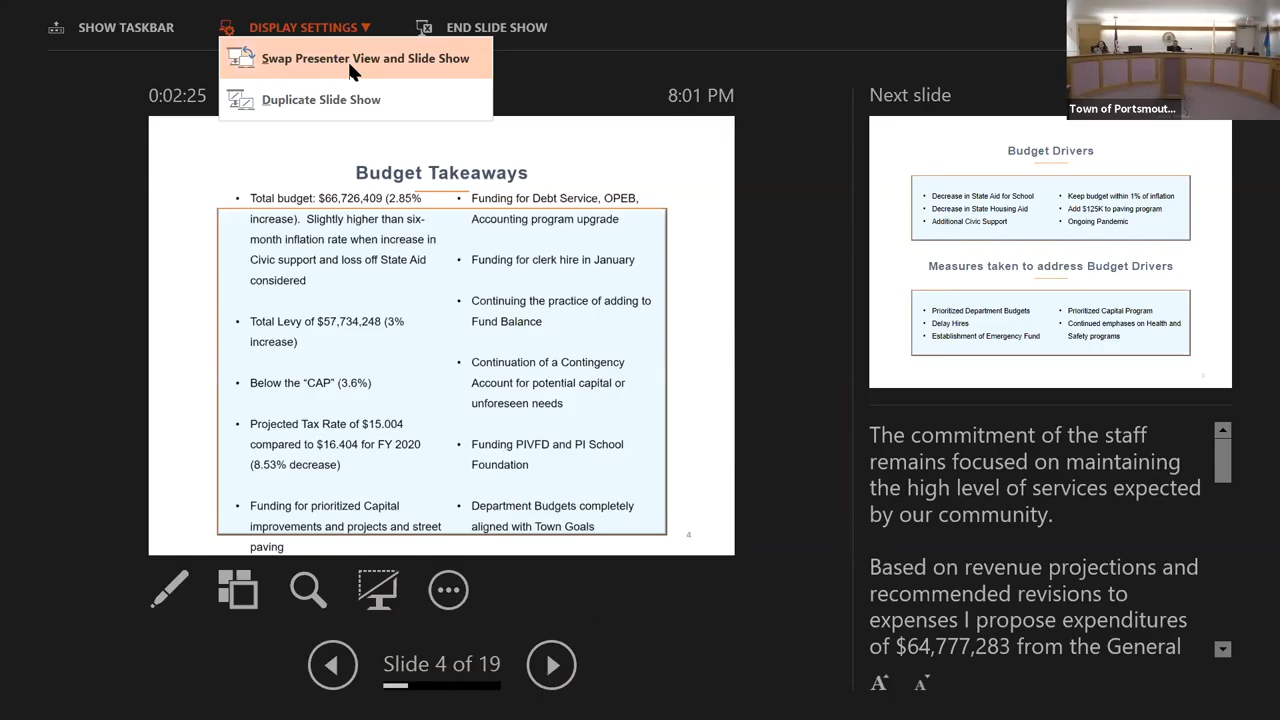 SHOW TASKBAR
DISPLAY SETTINGS ▼
END SLIDE SHOW
Swap Presenter View and Slide Show
Duplicate Slide Show
Town of Portsmout...
0:02:25
8:01 PM
Budget Takeaways
• Total budget: $66,726,409 (2.85%
increase). Slightly higher than six-
month inflation rate when increase in
Civic support and loss off State Aid
considered
• Total Levy of $57,734,248 (3%
increase)
• Below the “CAP” (3.6%)
• Projected Tax Rate of $15.004
compared to $16.404 for FY 2020
(8.53% decrease)
• Funding for prioritized Capital
improvements and projects and street
paving
• Funding for Debt Service, OPEB,
Accounting program upgrade
• Funding for clerk hire in January
• Continuing the practice of adding to
Fund Balance
• Continuation of a Contingency
Account for potential capital or
unforeseen needs
• Funding PIVFD and PI School
Foundation
• Department Budgets completely
aligned with Town Goals
4
Slide 4 of 19
Next slide
Budget Drivers
• Decrease in State Aid for School
• Decrease in State Housing Aid
• Additional Civic Support
• Keep budget within 1% of inflation
• Add $125K to paving program
• Ongoing Pandemic
Measures taken to address Budget Drivers
• Prioritized Department Budgets
• Delay Hires
• Establishment of Emergency Fund
• Prioritized Capital Program
• Continued emphases on Health and
Safety programs
5
The commitment of the staff
remains focused on maintaining
the high level of services expected
by our community.
Based on revenue projections and
recommended revisions to
expenses I propose expenditures
of $64,777,283 from the General
A A